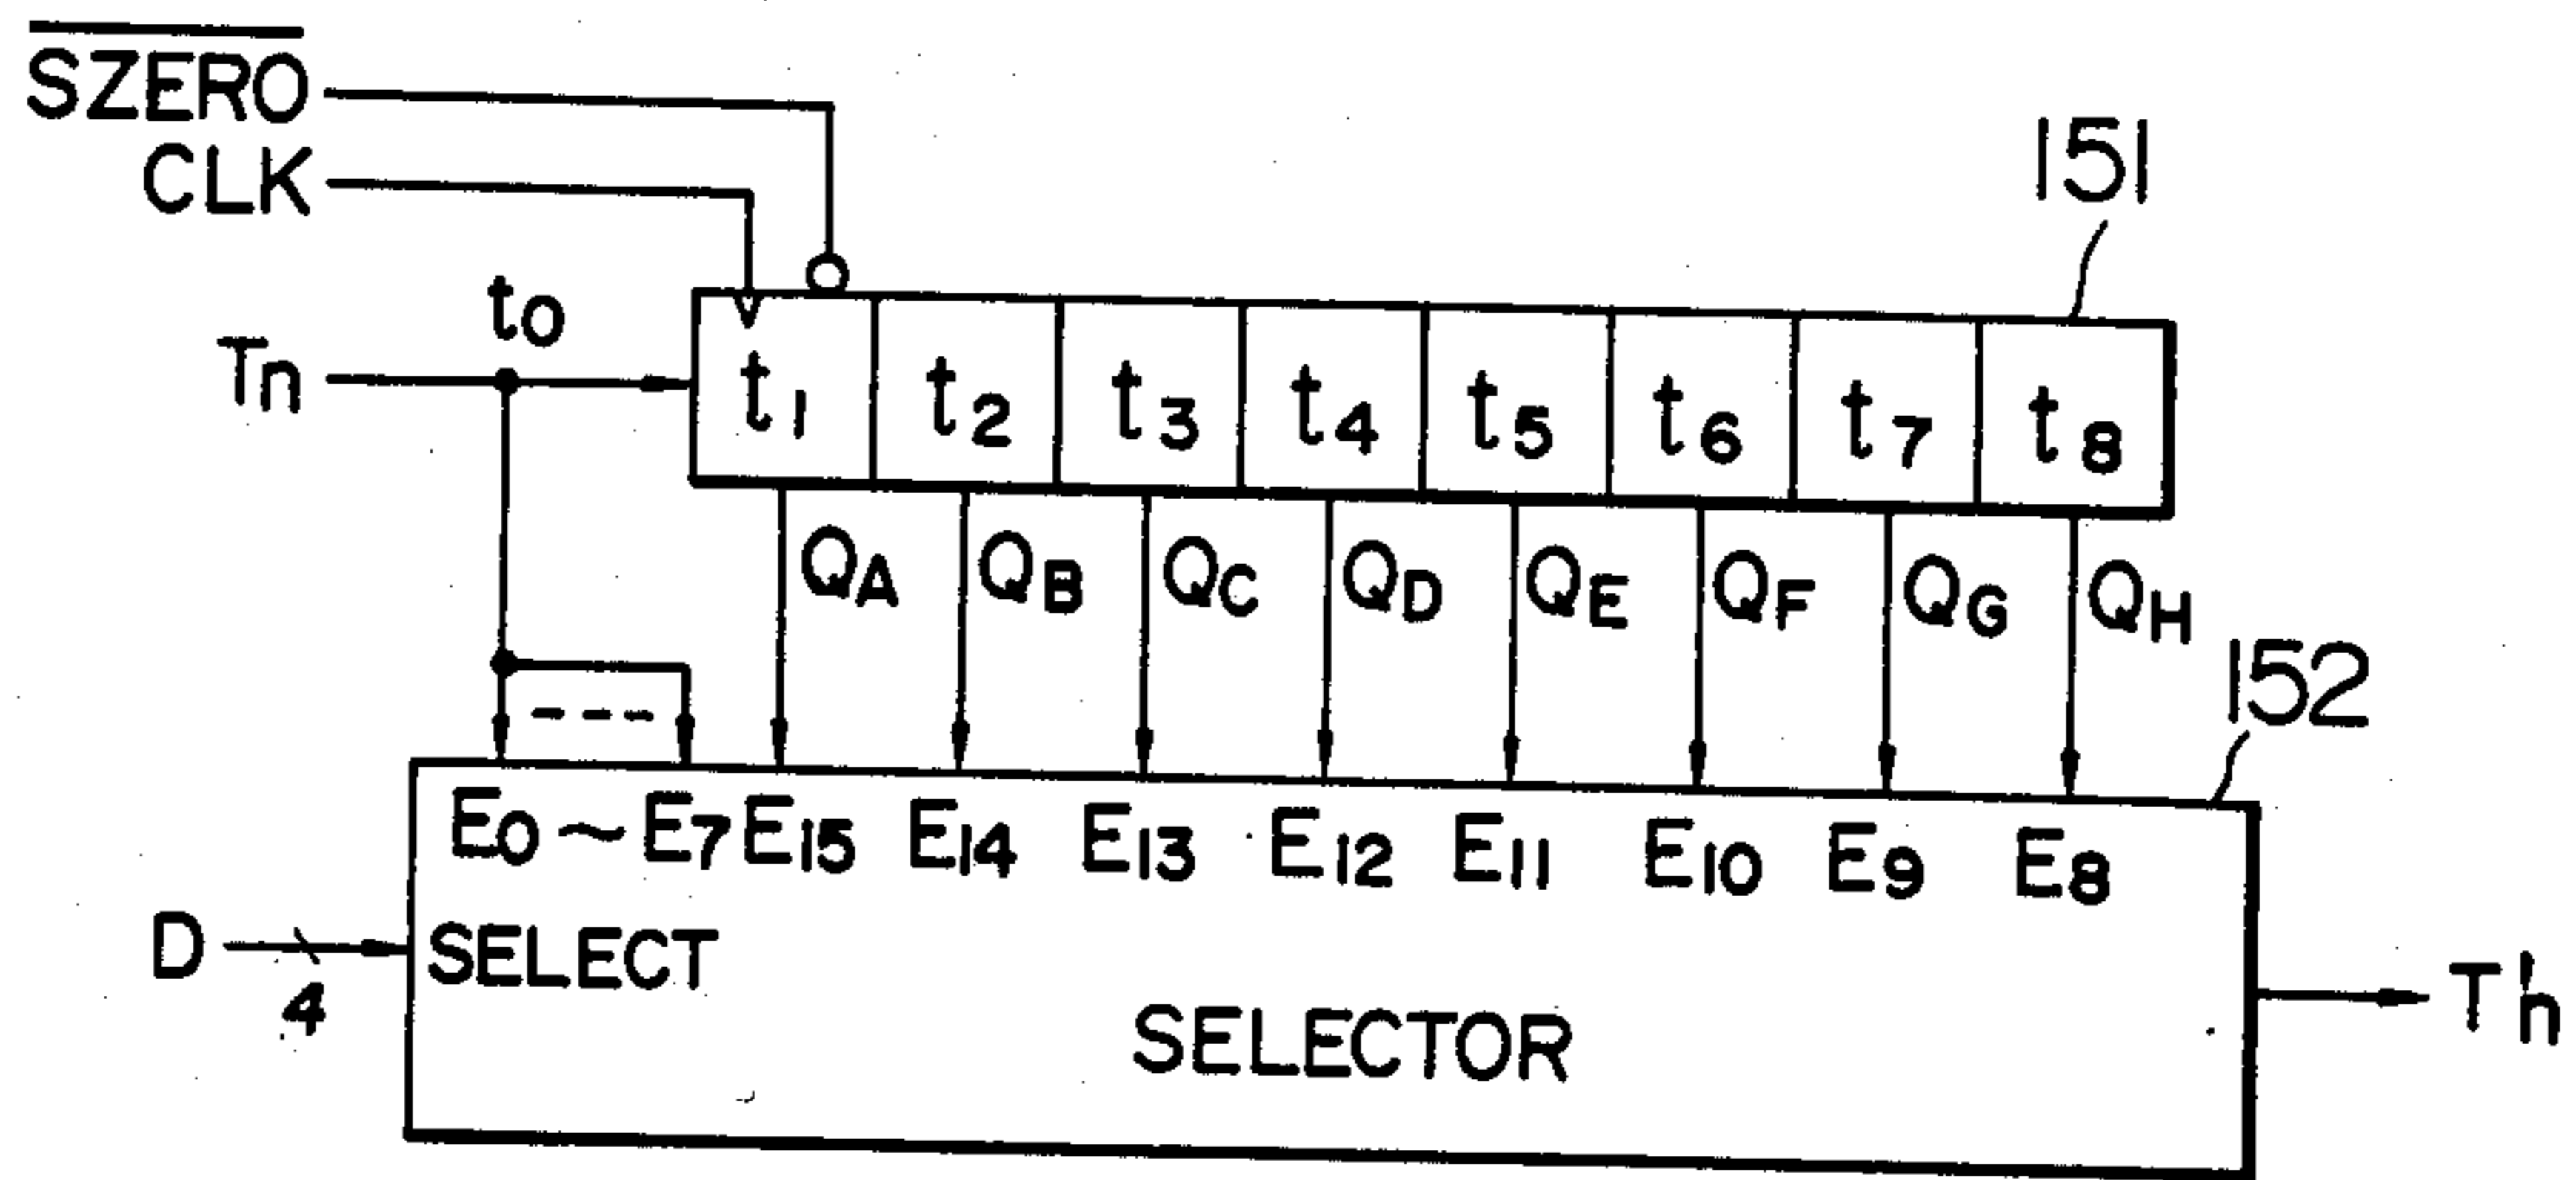 SZERO
CLK
151
t0
Tn
t1 t2 t3 t4 t5 t6 t7 t8
QA QB QC QD QE QF QG QH
152
E0 ~ E7 E15 E14 E13 E12 E11 E10 E9 E8
D
4
SELECT
T'n
SELECTOR